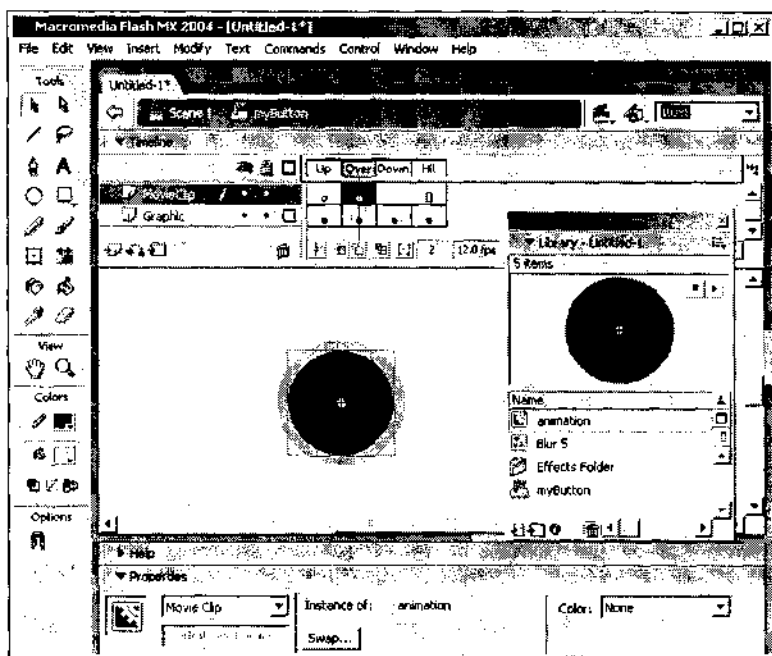 Macromedia Flash MX 2004 - [Untitled-1*]
File Edit View Insert Modify Text Commands Control Window Help
Tools
Untitled-1*
Scene 1 myButton
Timeline
Up Over Down Hit
MovieClip
Graphic
2 12.0 fps
Library - Untitled-1
5 items
View
Colors
Name
animation
Blur 5
Effects Folder
myButton
Options
Help
Properties
Movie Clip
Instance of: animation
Color: None
Swap...